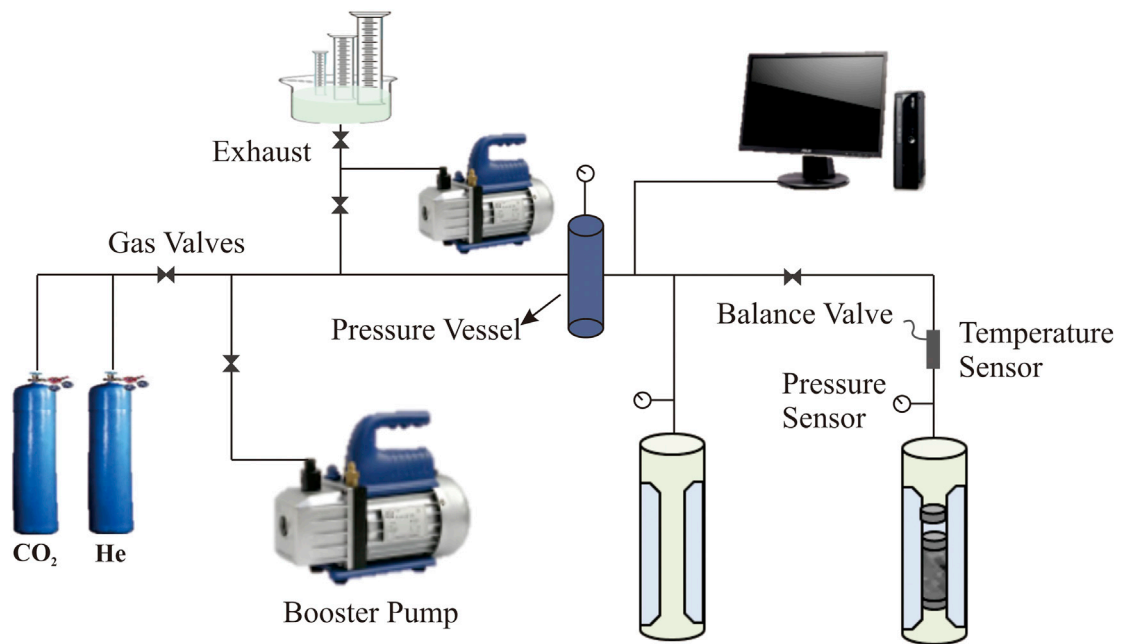 Exhaust
Gas Valves
Pressure Vessel
Balance Valve
Temperature
Sensor
Pressure
Sensor
CO₂
He
Booster Pump